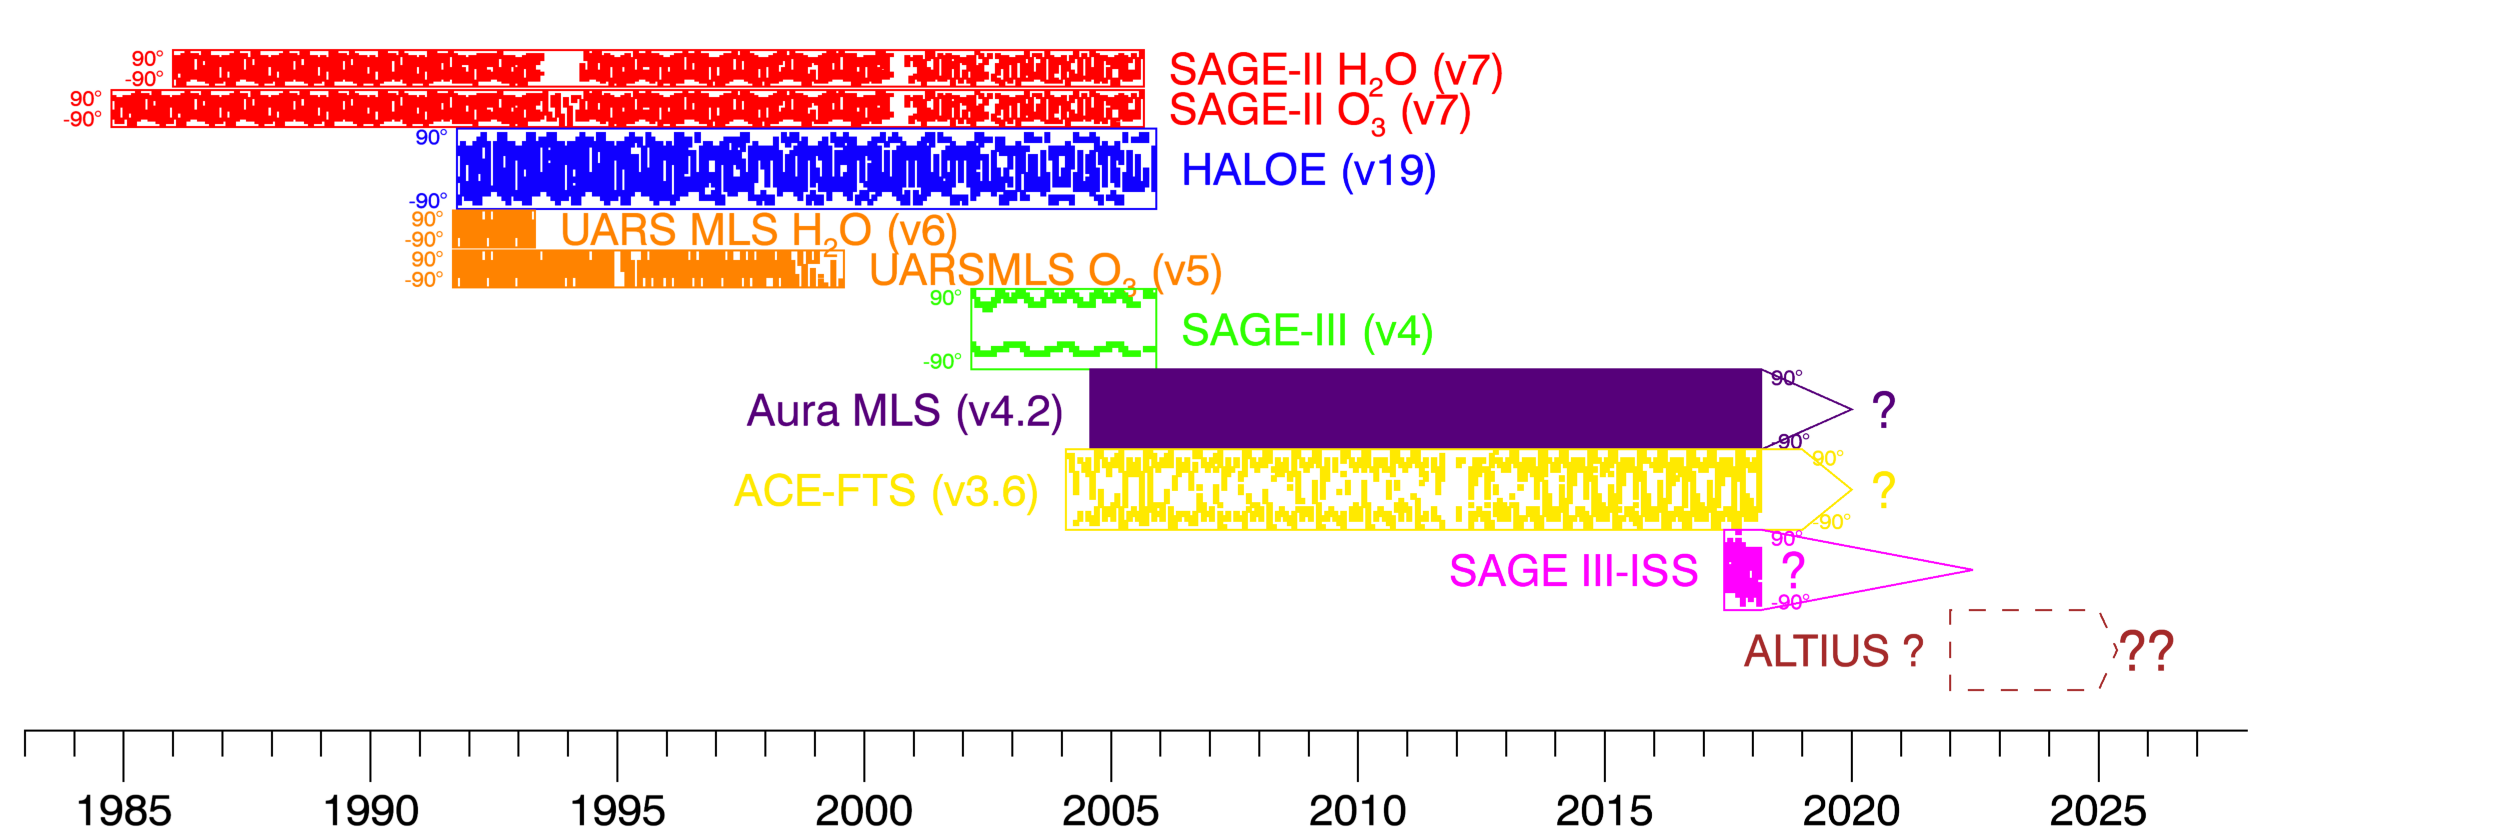 90°
-90°
SAGE-II H₂O (v7)
90°
-90°
SAGE-II O₃ (v7)
90°
-90°
HALOE (v19)
90°
-90°
UARS MLS H₂O (v6)
90°
-90°
UARSMLS O₃ (v5)
90°
-90°
SAGE-III (v4)
Aura MLS (v4.2)
90°
-90°
?
ACE-FTS (v3.6)
90°
-90°
?
SAGE III-ISS
90°
-90°
?
ALTIUS ?
??
1985 1990 1995 2000 2005 2010 2015 2020 2025